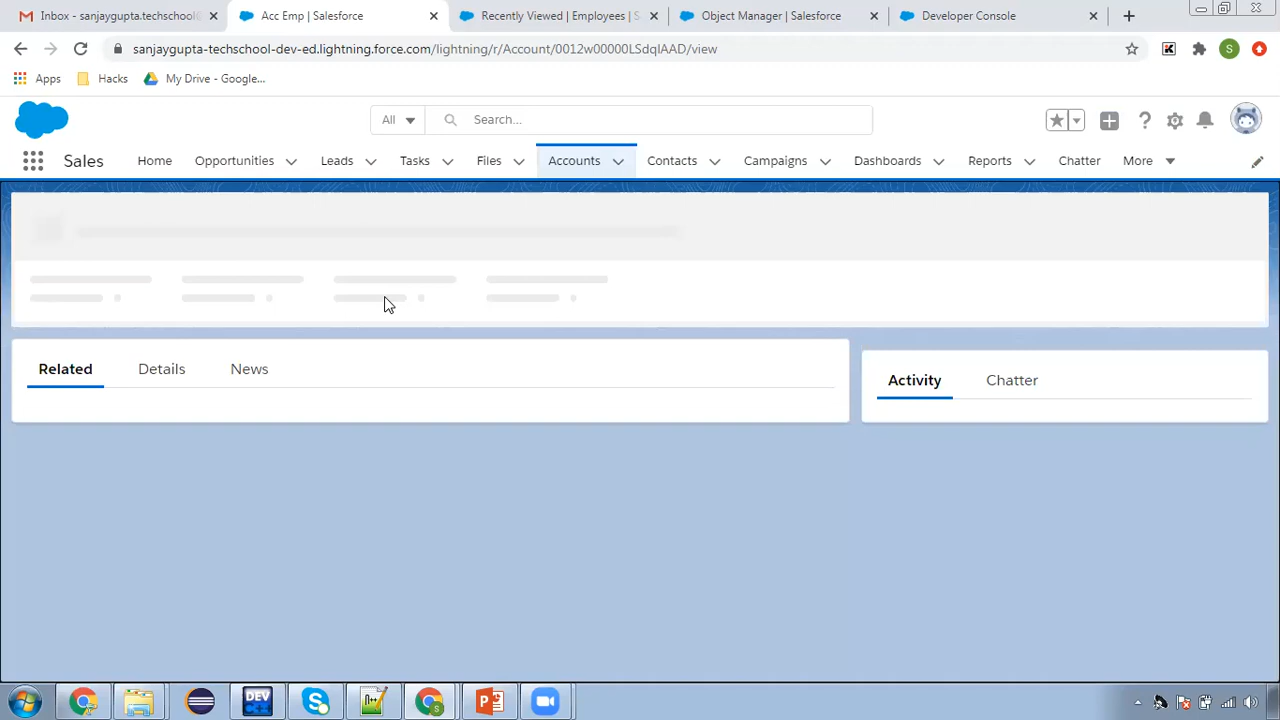 Inbox - sanjaygupta.techschool@
Acc Emp | Salesforce
Recently Viewed | Employees | S
Object Manager | Salesforce
Developer Console
sanjaygupta-techschool-dev-ed.lightning.force.com/lightning/r/Account/0012w00000LSdqIAAD/view
S
Apps
Hacks
My Drive - Google...
All
Search...
Sales
Home
Opportunities
Leads
Tasks
Files
Accounts
Contacts
Campaigns
Dashboards
Reports
Chatter
More
Related
Details
News
Activity
Chatter
DEV
C++